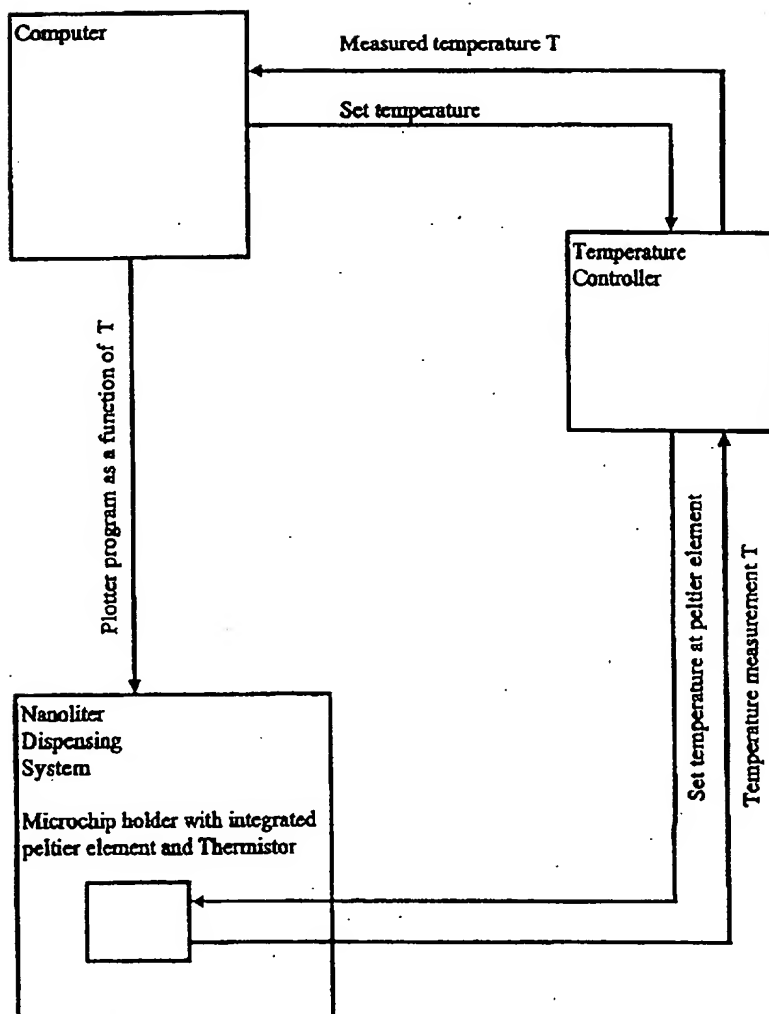 Computer
Measured temperature T
Set temperature
Temperature
Controller
Plotter program as a function of T
Set temperature at peltier element
Temperature measurement T
Nanoliter
Dispensing
System
Microchip holder with integrated
peltier element and Thermistor